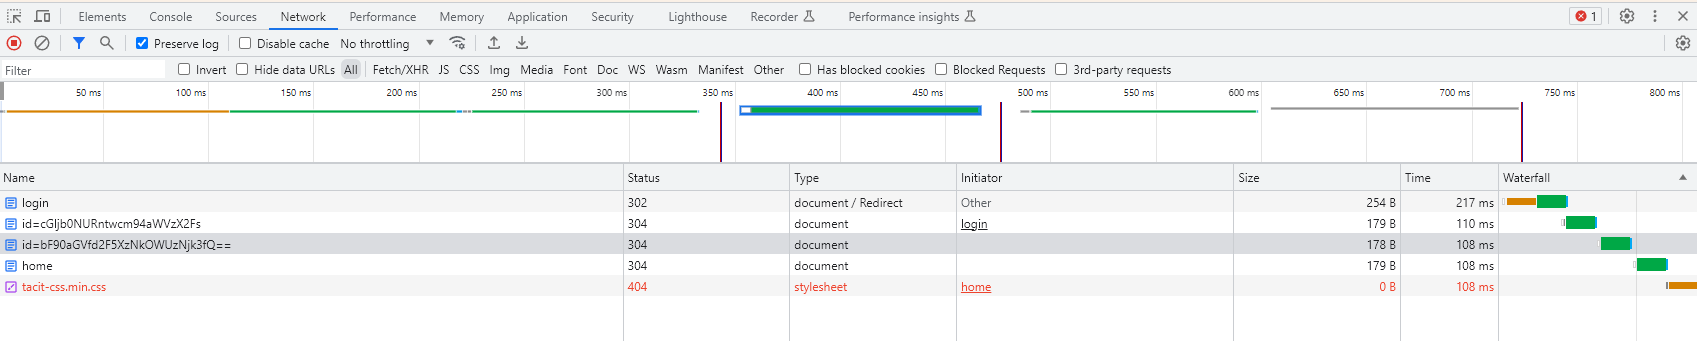 Elements Console Sources Network Performance Memory Application Security Lighthouse Recorder Performance insights 1
Preserve log Disable cache No throttling
Filter Invert Hide data URLs All Fetch/XHR JS CSS Img Media Font Doc WS Wasm Manifest Other Has blocked cookies Blocked Requests 3rd-party requests
50 ms 100 ms 150 ms 200 ms 250 ms 300 ms 350 ms 400 ms 450 ms 500 ms 550 ms 600 ms 650 ms 700 ms 750 ms 800 ms
Name Status Type Initiator Size Time Waterfall
login 302 document / Redirect Other 254 B 217 ms
id=cGljb0NURntwcm94aWVzX2Fs 304 document login 179 B 110 ms
id=bF90aGVfd2F5XzNkOWUzNjk3fQ== 304 document 178 B 108 ms
home 304 document 179 B 108 ms
tacit-css.min.css 404 stylesheet home 0 B 108 ms